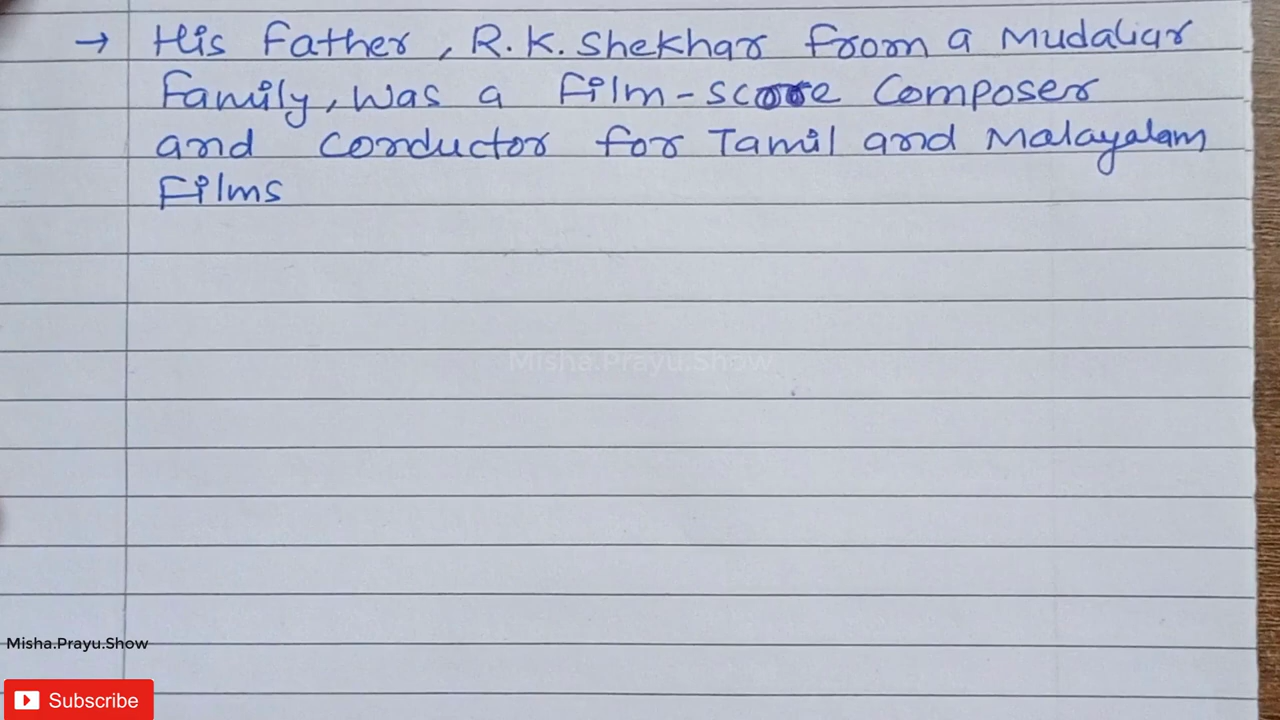 → His Father, R.K. Shekhar from a Mudaliar
Family, was a Film-score Composer
and conductor for Tamil and Malayalam
Films
Misha.Prayu.Show
Misha.Prayu.Show
Subscribe